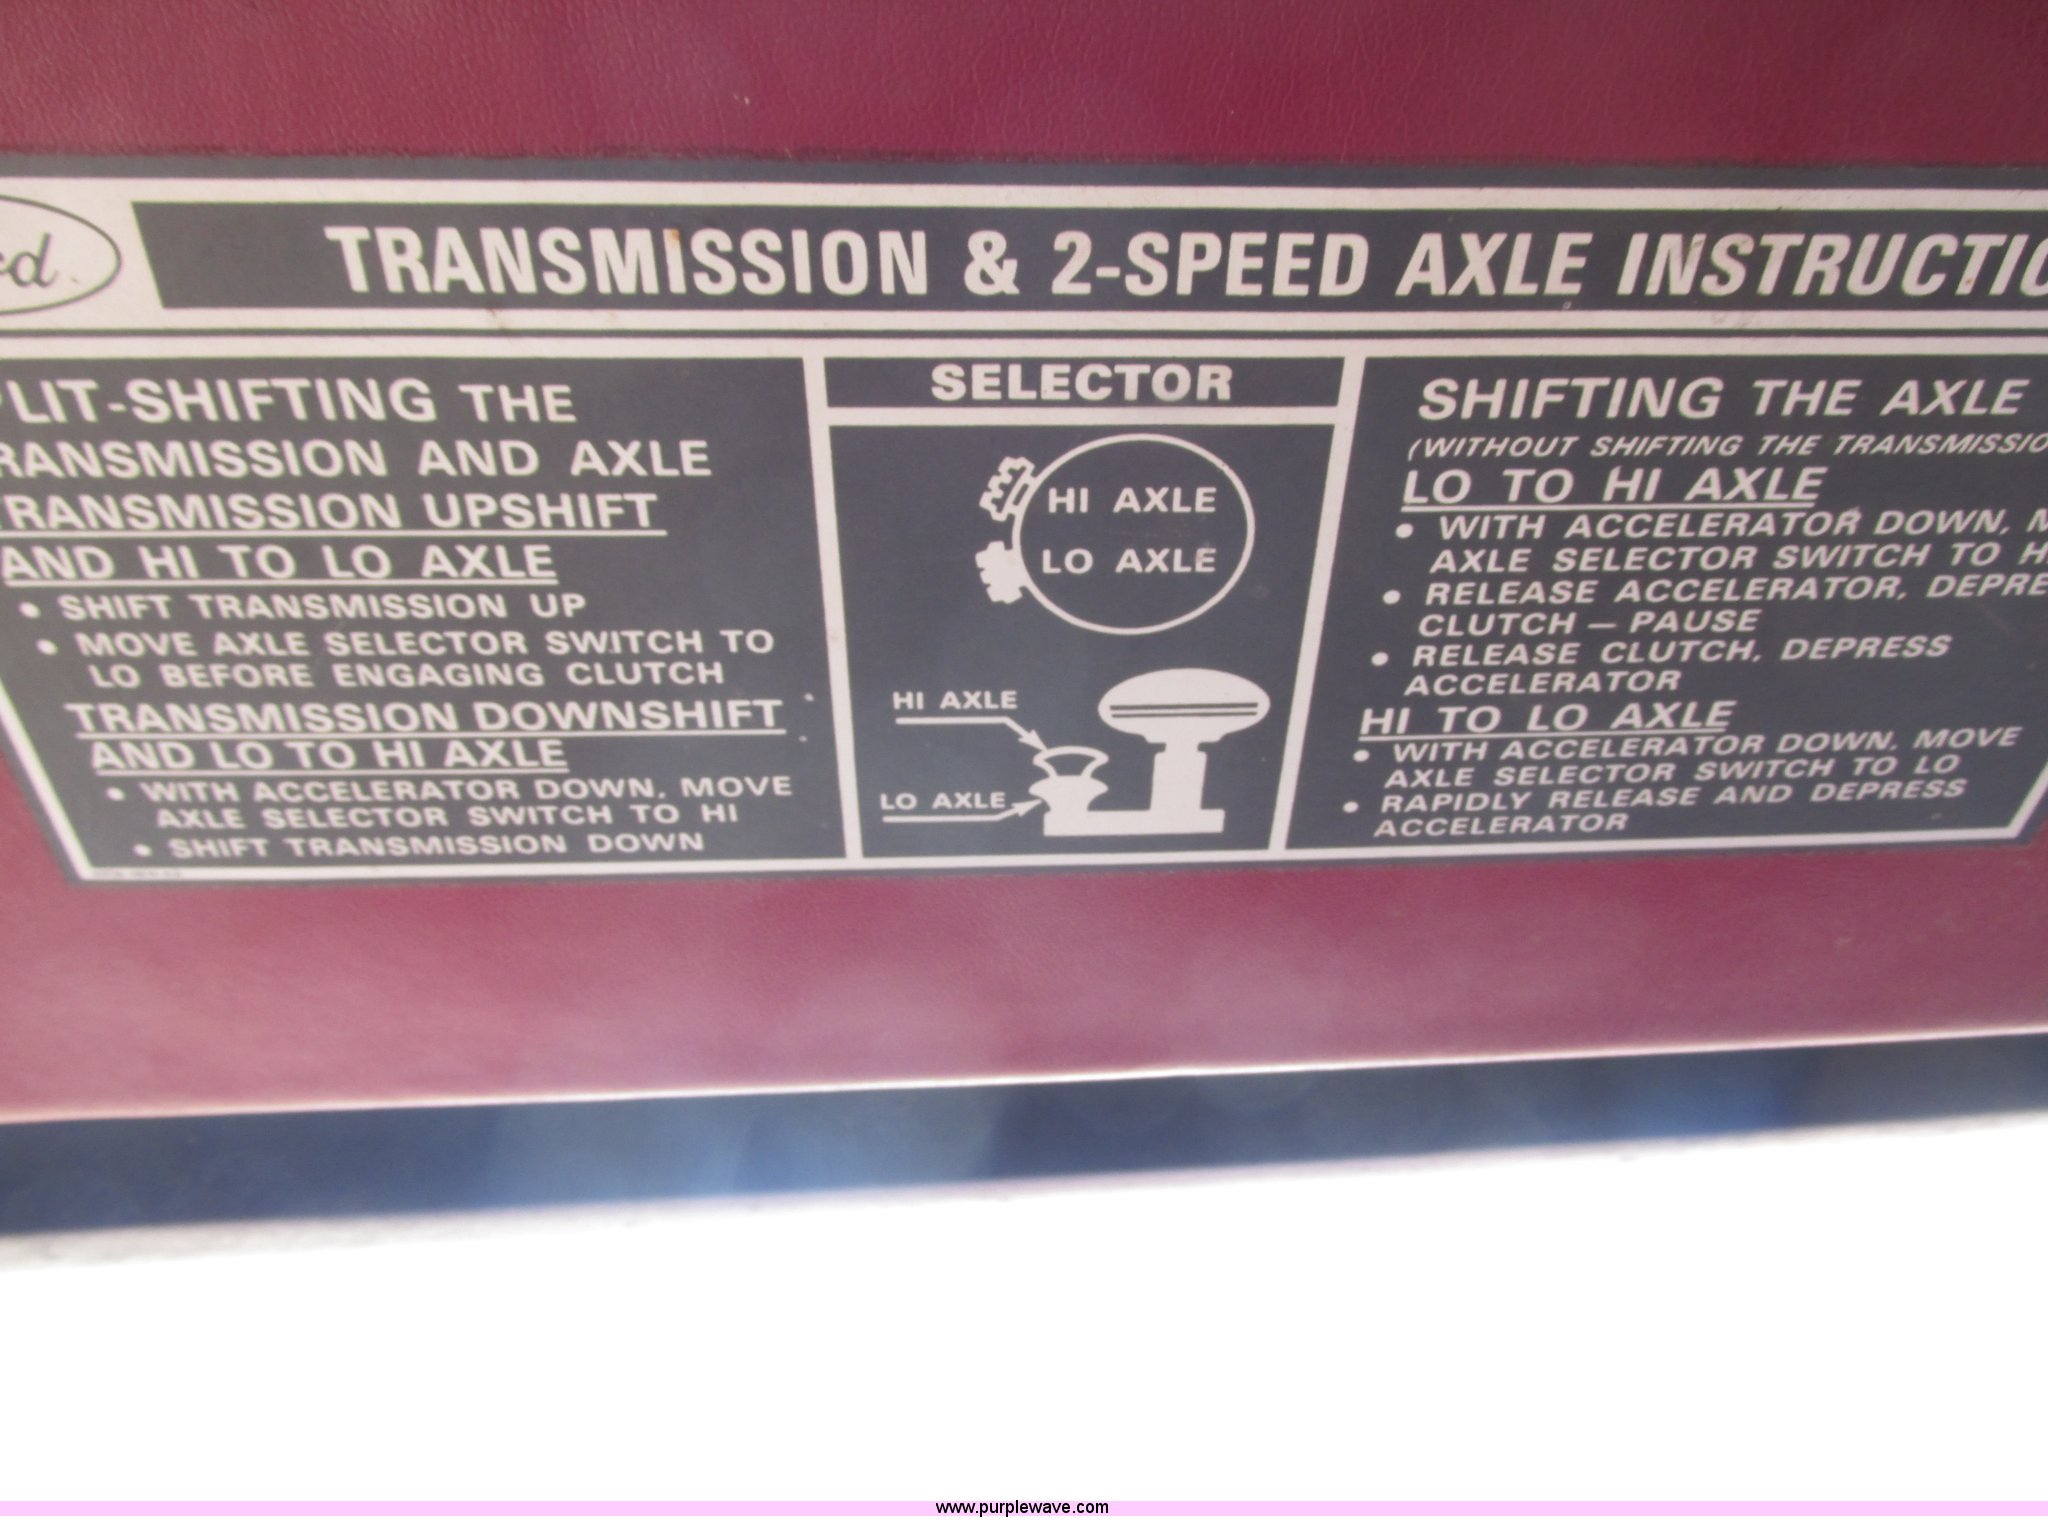 TRANSMISSION & 2-SPEED AXLE
LIT-SHIFTING THE
RANSMISSION AND AXLE
TRANSMISSION UPSHIFT
AND HI TO LO AXLE
• SHIFT TRANSMISSION UP
• MOVE AXLE SELECTOR SWITCH TO
LO BEFORE ENGAGING CLUTCH
TRANSMISSION DOWNSHIFT
AND LO TO HI AXLE
• WITH ACCELERATOR DOWN, MOVE
AXLE SELECTOR SWITCH TO HI
• SHIFT TRANSMISSION DOWN
SELECTOR
HI AXLE
LO AXLE
HI AXLE
LO AXLE
SHIFTING THE AXLE
(WITHOUT SHIFTING THE TRANSMISSIO
LO TO HI AXLE
• WITH ACCELERATOR DOWN, M
AXLE SELECTOR SWITCH TO H
• RELEASE ACCELERATOR, DEPRE
CLUTCH — PAUSE
• RELEASE CLUTCH, DEPRESS
ACCELERATOR
HI TO LO AXLE
• WITH ACCELERATOR DOWN, MOVE
AXLE SELECTOR SWITCH TO LO
• RAPIDLY RELEASE AND DEPRESS
ACCELERATOR
www.purplewave.com